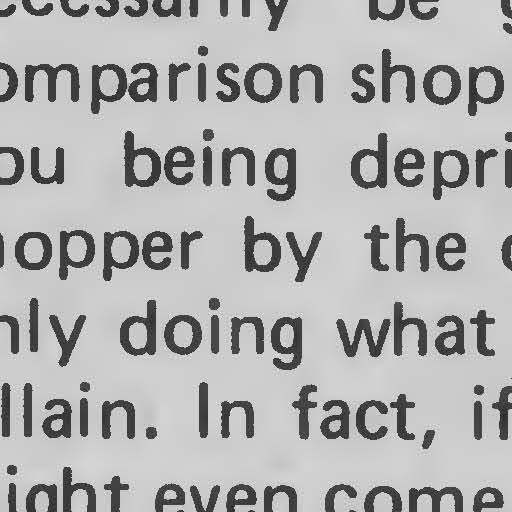 ecessarily be g
omparison shop
ou being depri
hopper by the c
nly doing what
llain. In fact, if
ight even come